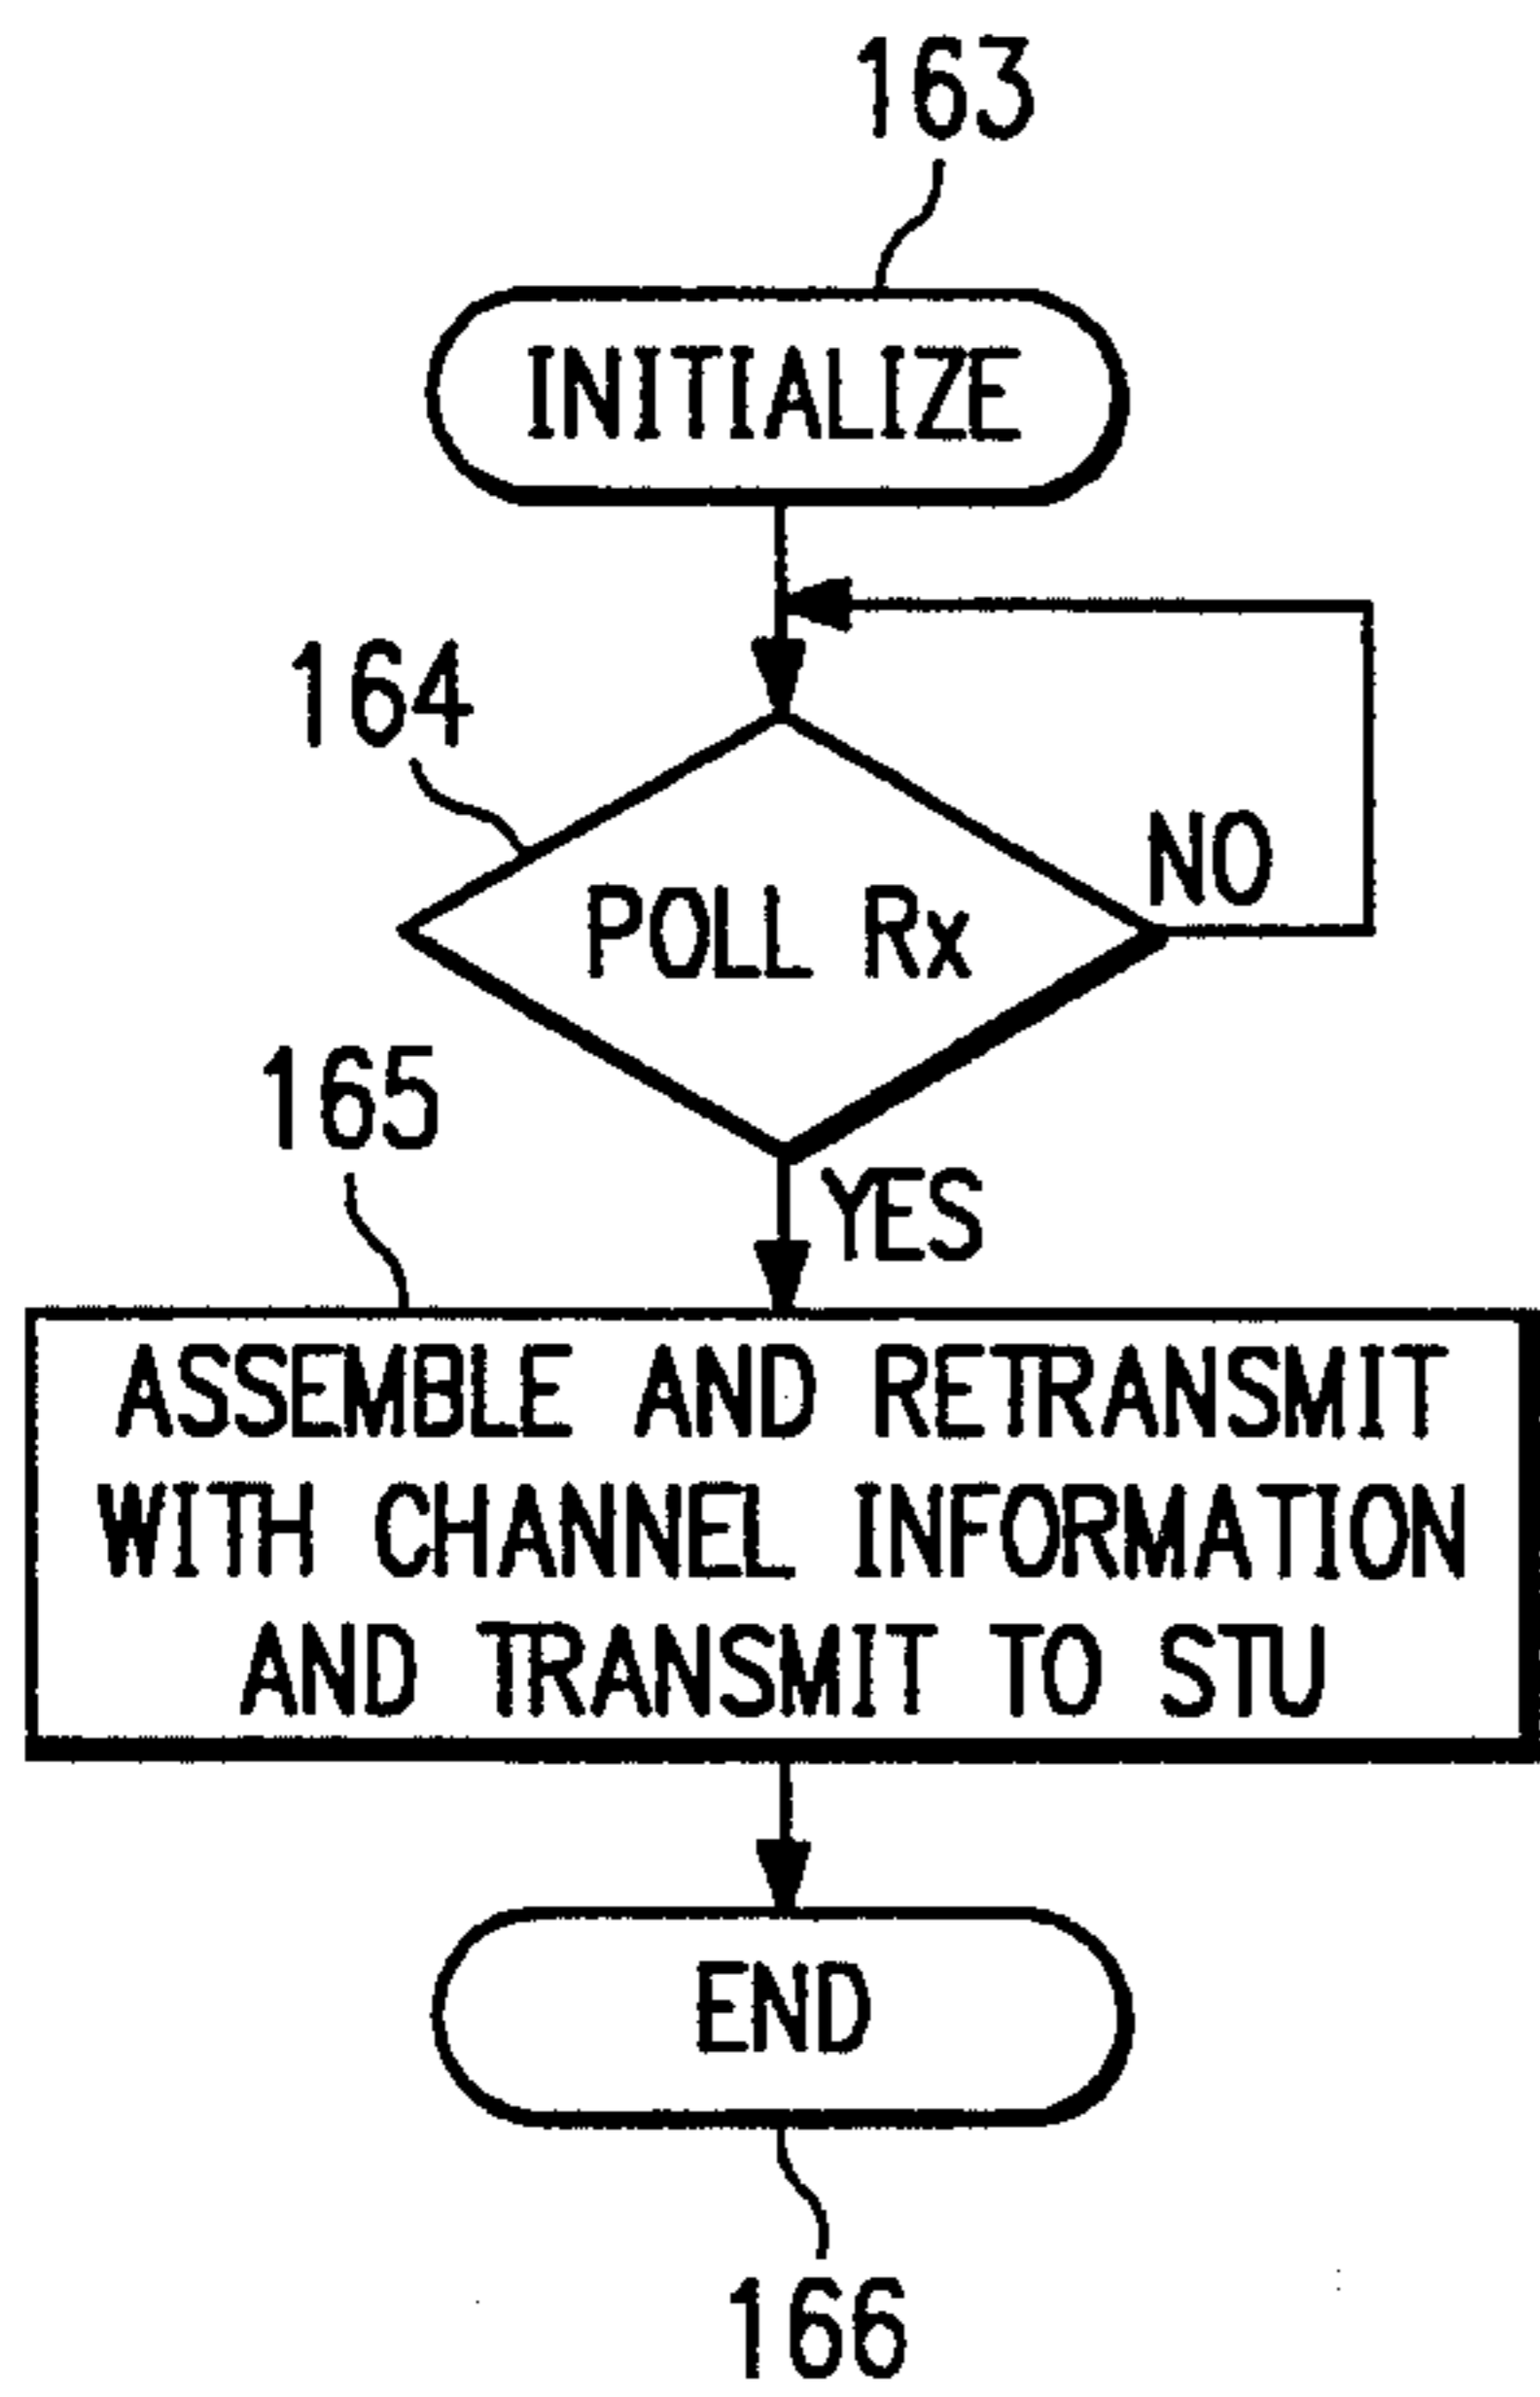 163
INITIALIZE
164
NO
POLL Rx
165
YES
ASSEMBLE AND RETRANSMIT
WITH CHANNEL INFORMATION
AND TRANSMIT TO STU
END
166